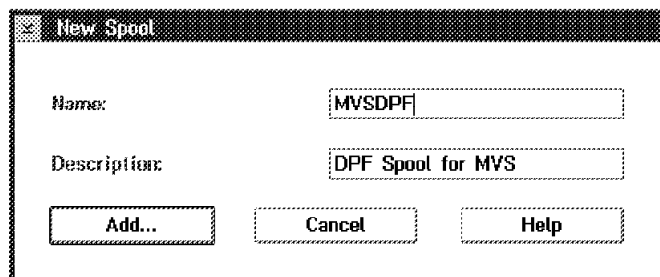 New Spool
Name: MVSDPF
Description: DPF Spool for MVS
Add... Cancel Help